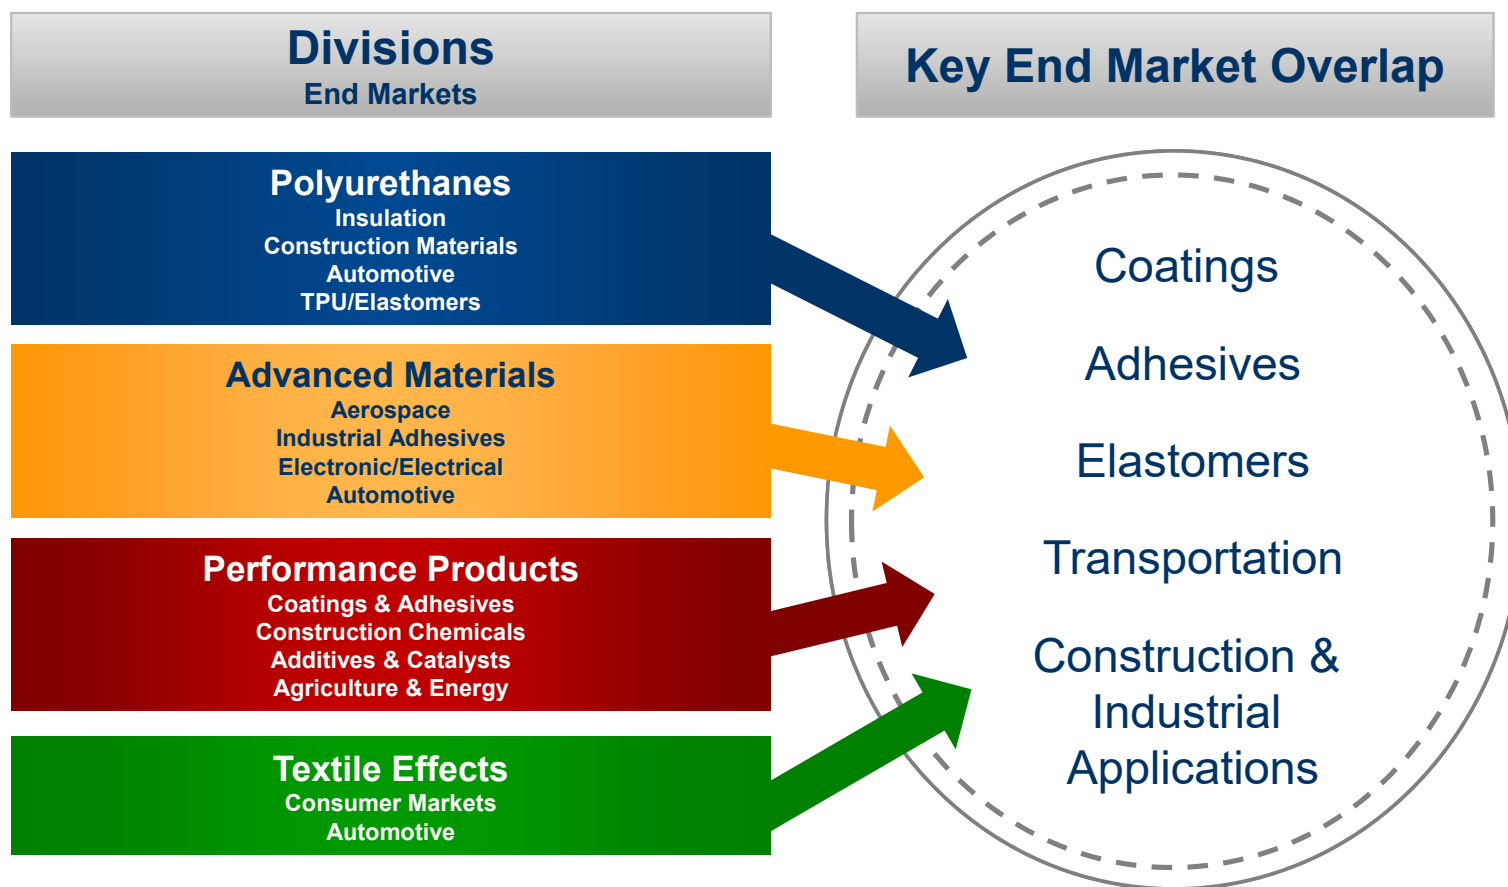 Divisions
End Markets
Key End Market Overlap
Polyurethanes
Insulation
Construction Materials
Automotive
TPU/Elastomers
Advanced Materials
Aerospace
Industrial Adhesives
Electronic/Electrical
Automotive
Performance Products
Coatings & Adhesives
Construction Chemicals
Additives & Catalysts
Agriculture & Energy
Textile Effects
Consumer Markets
Automotive
Coatings
Adhesives
Elastomers
Transportation
Construction &
Industrial
Applications